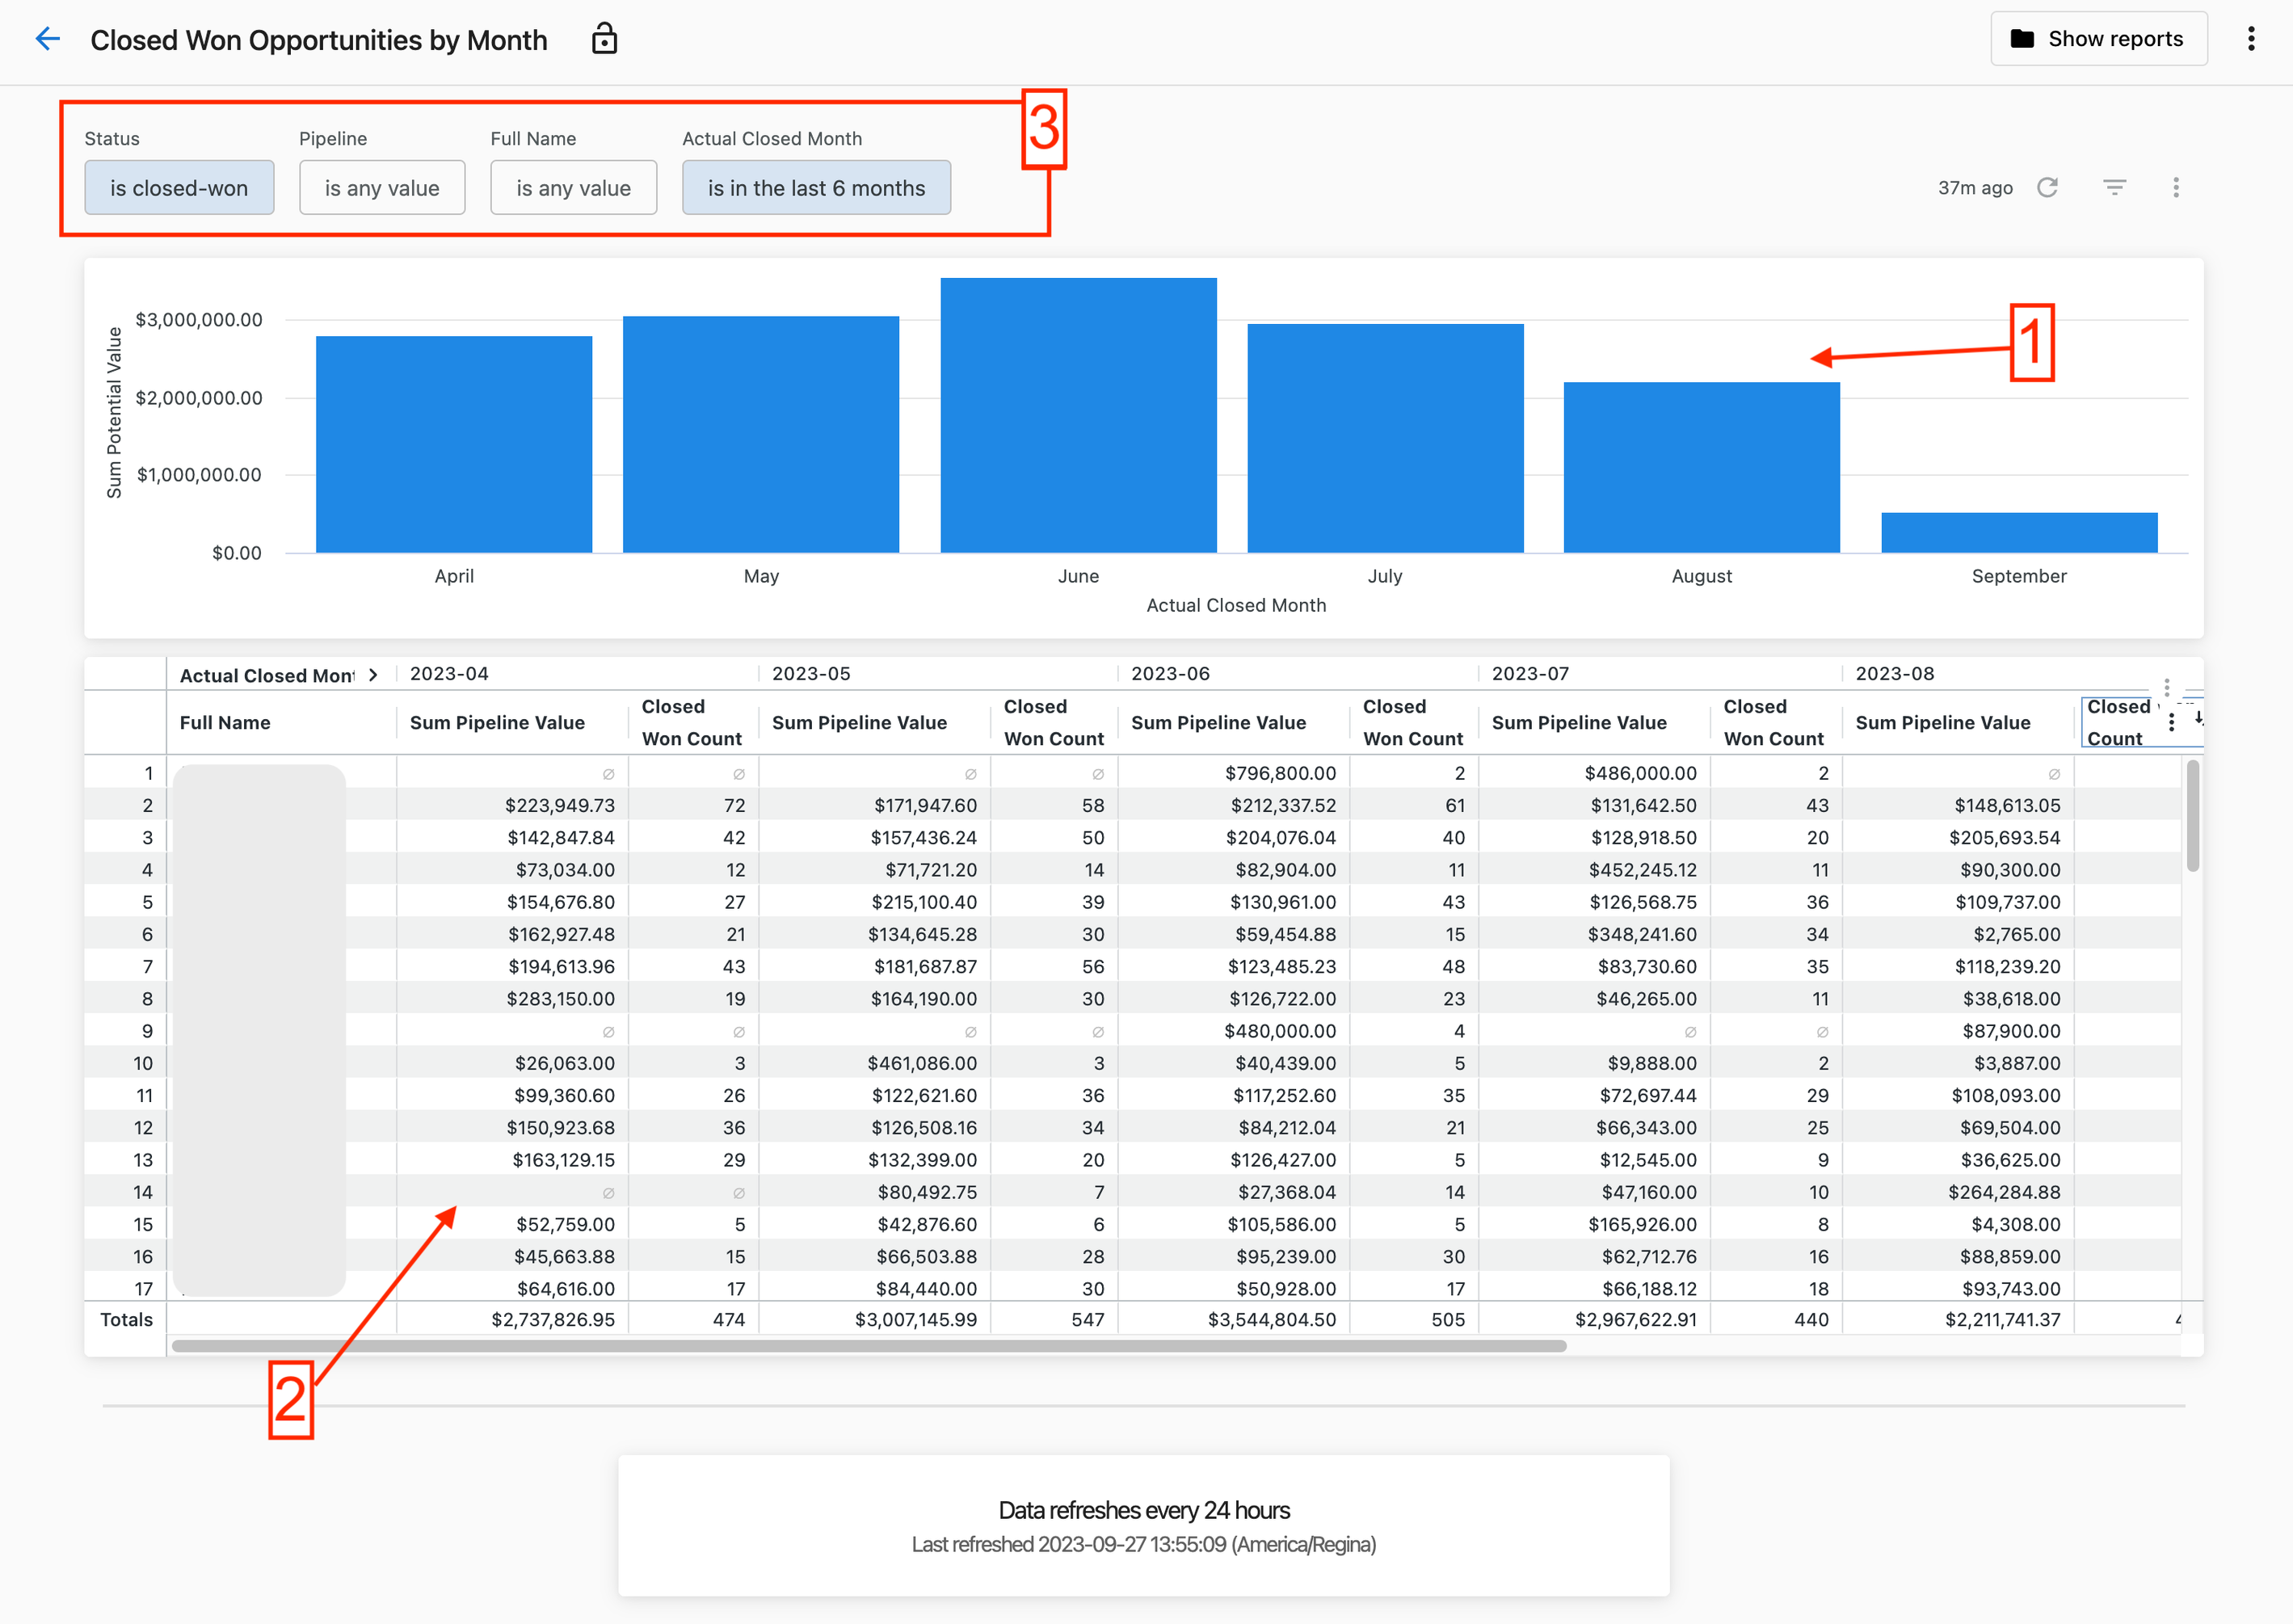 Closed Won Opportunities by Month
Show reports
3
Status Pipeline Full Name Actual Closed Month
is closed-won is any value is any value is in the last 6 months
37m ago
1
Sum Potential Value
$3,000,000.00
$2,000,000.00
$1,000,000.00
$0.00
April May June July August September
Actual Closed Month
Actual Closed Mont 2023-04 2023-05 2023-06 2023-07 2023-08
Full Name Sum Pipeline Value Closed Won Count Sum Pipeline Value Closed Won Count Sum Pipeline Value Closed Won Count Sum Pipeline Value Closed Won Count Sum Pipeline Value Closed Count
1 ∅ ∅ ∅ ∅ $796,800.00 2 $486,000.00 2 ∅
2 $223,949.73 72 $171,947.60 58 $212,337.52 61 $131,642.50 43 $148,613.05
3 $142,847.84 42 $157,436.24 50 $204,076.04 40 $128,918.50 20 $205,693.54
4 $73,034.00 12 $71,721.20 14 $82,904.00 11 $452,245.12 11 $90,300.00
5 $154,676.80 27 $215,100.40 39 $130,961.00 43 $126,568.75 36 $109,737.00
6 $162,927.48 21 $134,645.28 30 $59,454.88 15 $348,241.60 34 $2,765.00
7 $194,613.96 43 $181,687.87 56 $123,485.23 48 $83,730.60 35 $118,239.20
8 $283,150.00 19 $164,190.00 30 $126,722.00 23 $46,265.00 11 $38,618.00
9 ∅ ∅ ∅ ∅ $480,000.00 4 ∅ ∅ $87,900.00
10 $26,063.00 3 $461,086.00 3 $40,439.00 5 $9,888.00 2 $3,887.00
11 $99,360.60 26 $122,621.60 36 $117,252.60 35 $72,697.44 29 $108,093.00
12 $150,923.68 36 $126,508.16 34 $84,212.04 21 $66,343.00 25 $69,504.00
13 $163,129.15 29 $132,399.00 20 $126,427.00 5 $12,545.00 9 $36,625.00
14 ∅ ∅ $80,492.75 7 $27,368.04 14 $47,160.00 10 $264,284.88
15 $52,759.00 5 $42,876.60 6 $105,586.00 5 $165,926.00 8 $4,308.00
16 $45,663.88 15 $66,503.88 28 $95,239.00 30 $62,712.76 16 $88,859.00
17 $64,616.00 17 $84,440.00 30 $50,928.00 17 $66,188.12 18 $93,743.00
Totals $2,737,826.95 474 $3,007,145.99 547 $3,544,804.50 505 $2,967,622.91 440 $2,211,741.37
2
Data refreshes every 24 hours
Last refreshed 2023-09-27 13:55:09 (America/Regina)